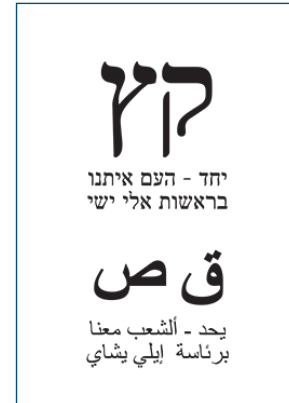 קץ
יחד - העם איתנו
בראשות אלי ישי
ق ص
يحد - ألشعب معنا
برئاسة إيلي يشاي